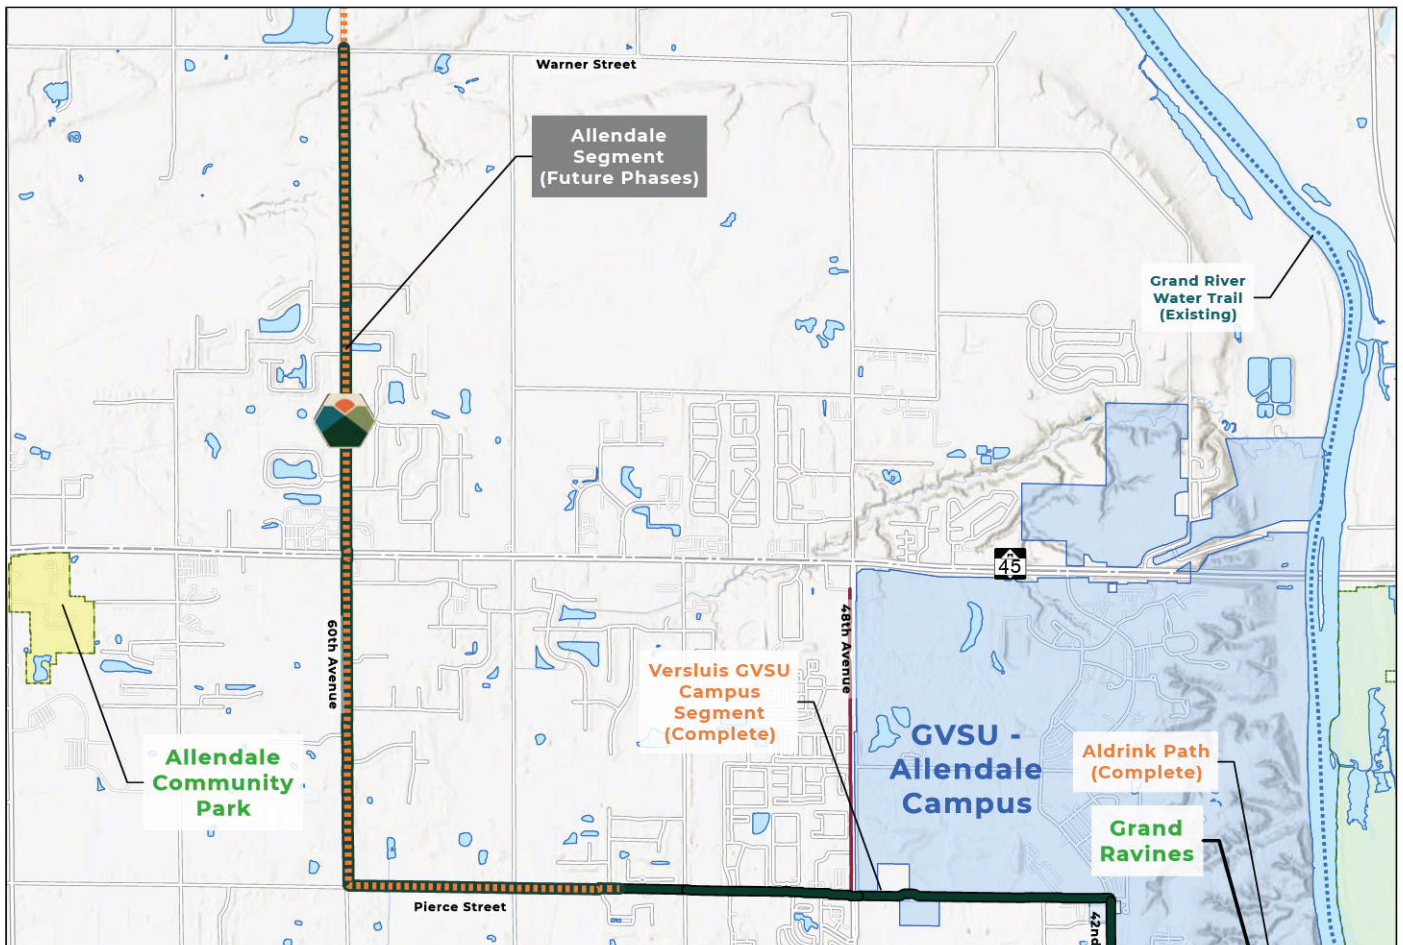 Warner Street
Allendale
Segment
(Future Phases)
Grand River
Water Trail
(Existing)
45
60th Avenue
48th Avenue
Versluis GVSU
Campus
Segment
(Complete)
GVSU -
Allendale
Campus
Aldrink Path
(Complete)
Allendale
Community
Park
Grand
Ravines
Pierce Street
42nd